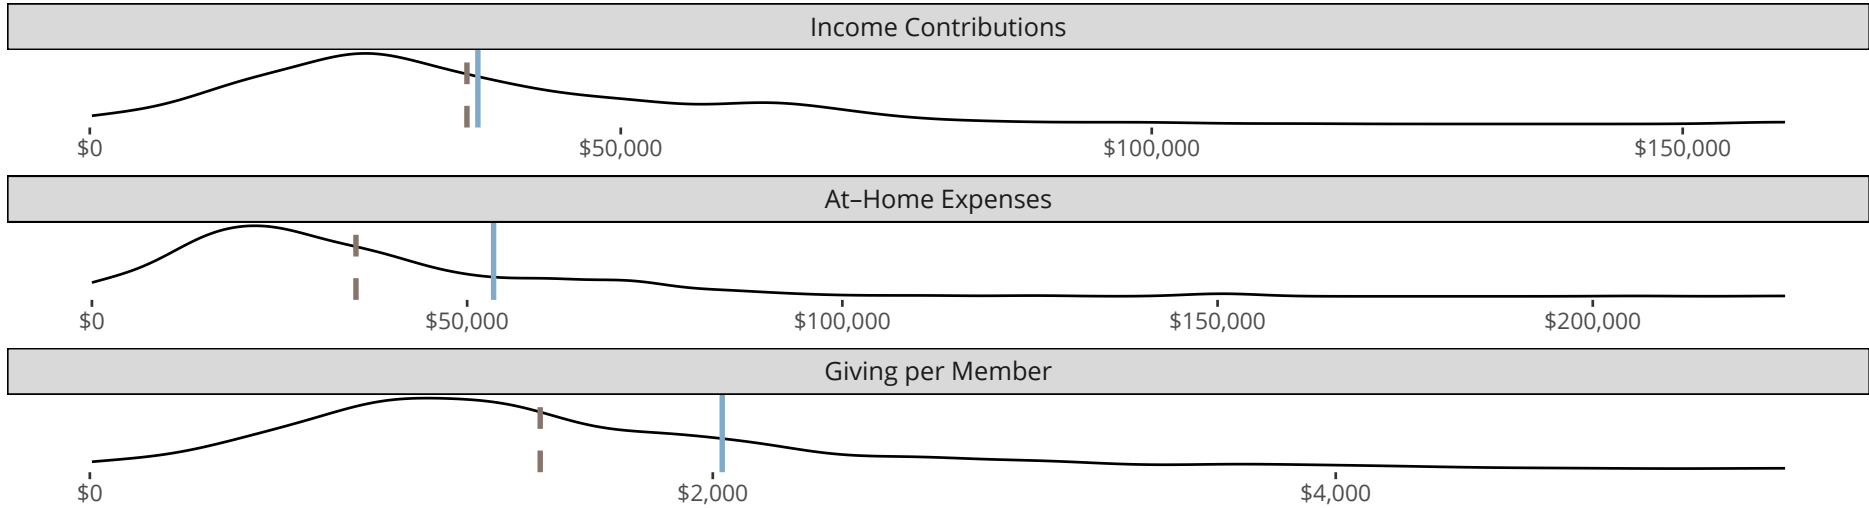 Income Contributions
$0 $50,000 $100,000 $150,000
At–Home Expenses
$0 $50,000 $100,000 $150,000 $200,000
Giving per Member
$0 $2,000 $4,000